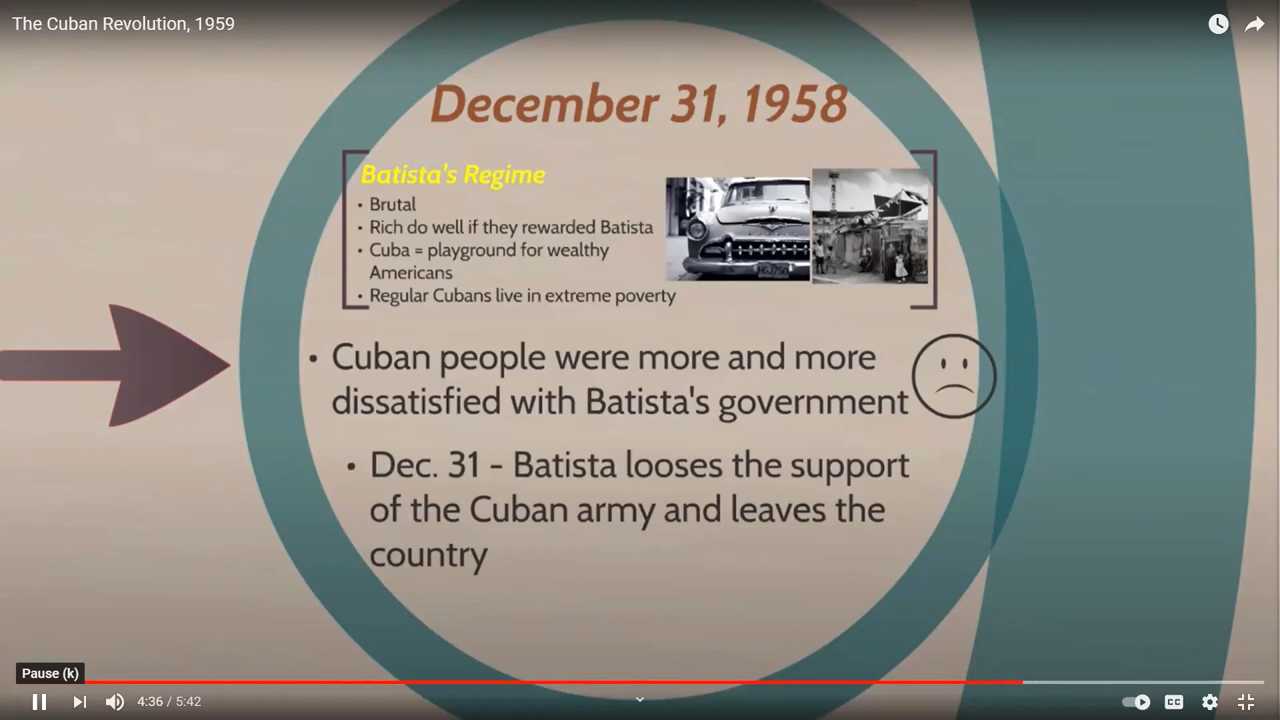 The Cuban Revolution, 1959
December 31, 1958
Batista's Regime
• Brutal
• Rich do well if they rewarded Batista
• Cuba = playground for wealthy
Americans
• Regular Cubans live in extreme poverty
• Cuban people were more and more
dissatisfied with Batista's government
• Dec. 31 - Batista looses the support
of the Cuban army and leaves the
country
Pause (k)
4:36 / 5:42
CC